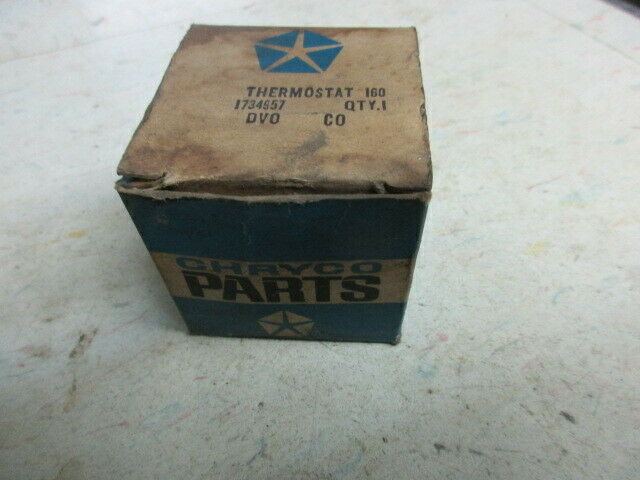 THERMOSTAT 160
1734657 QTY.1
DVO CO
CHRYCO
PARTS